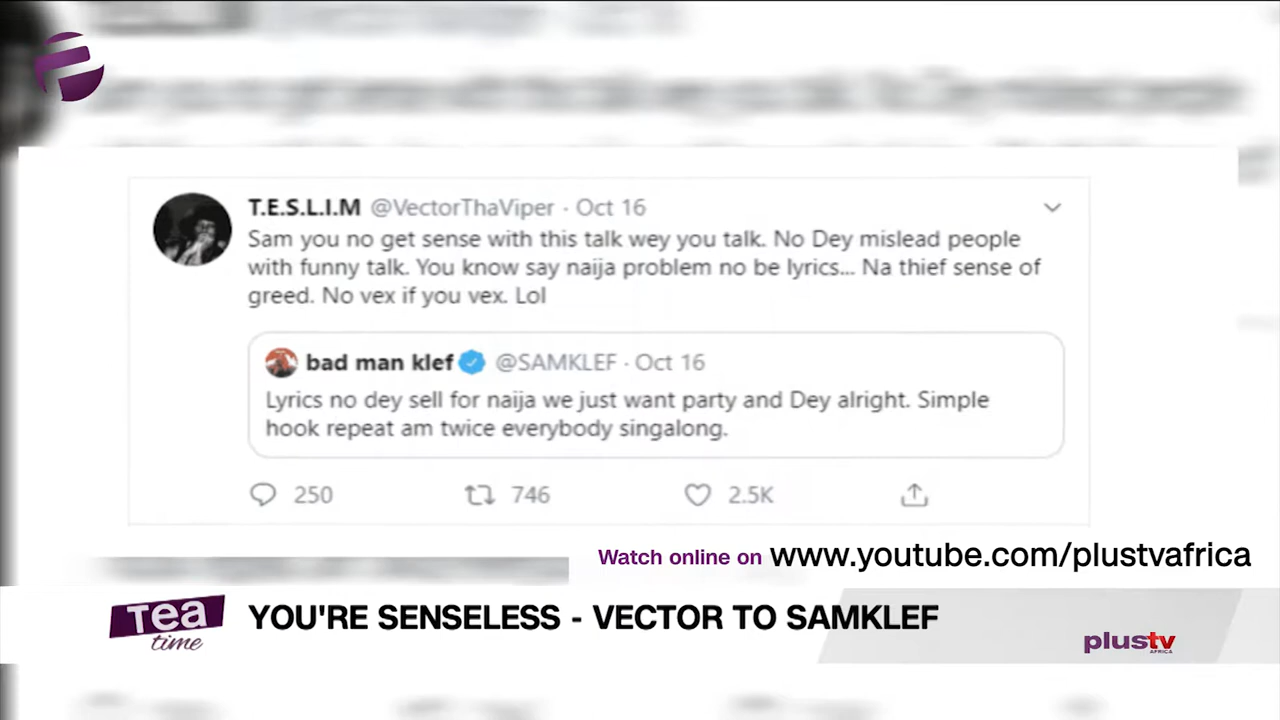 T.E.S.L.I.M @VectorThaViper · Oct 16
Sam you no get sense with this talk wey you talk. No Dey mislead people
with funny talk. You know say naija problem no be lyrics... Na thief sense of
greed. No vex if you vex. Lol
bad man klef @SAMKLEF · Oct 16
Lyrics no dey sell for naija we just want party and Dey alright. Simple
hook repeat am twice everybody singalong.
250 746 2.5K
Watch online on www.youtube.com/plustvafrica
Tea
time
YOU'RE SENSELESS - VECTOR TO SAMKLEF
plustv
AFRICA